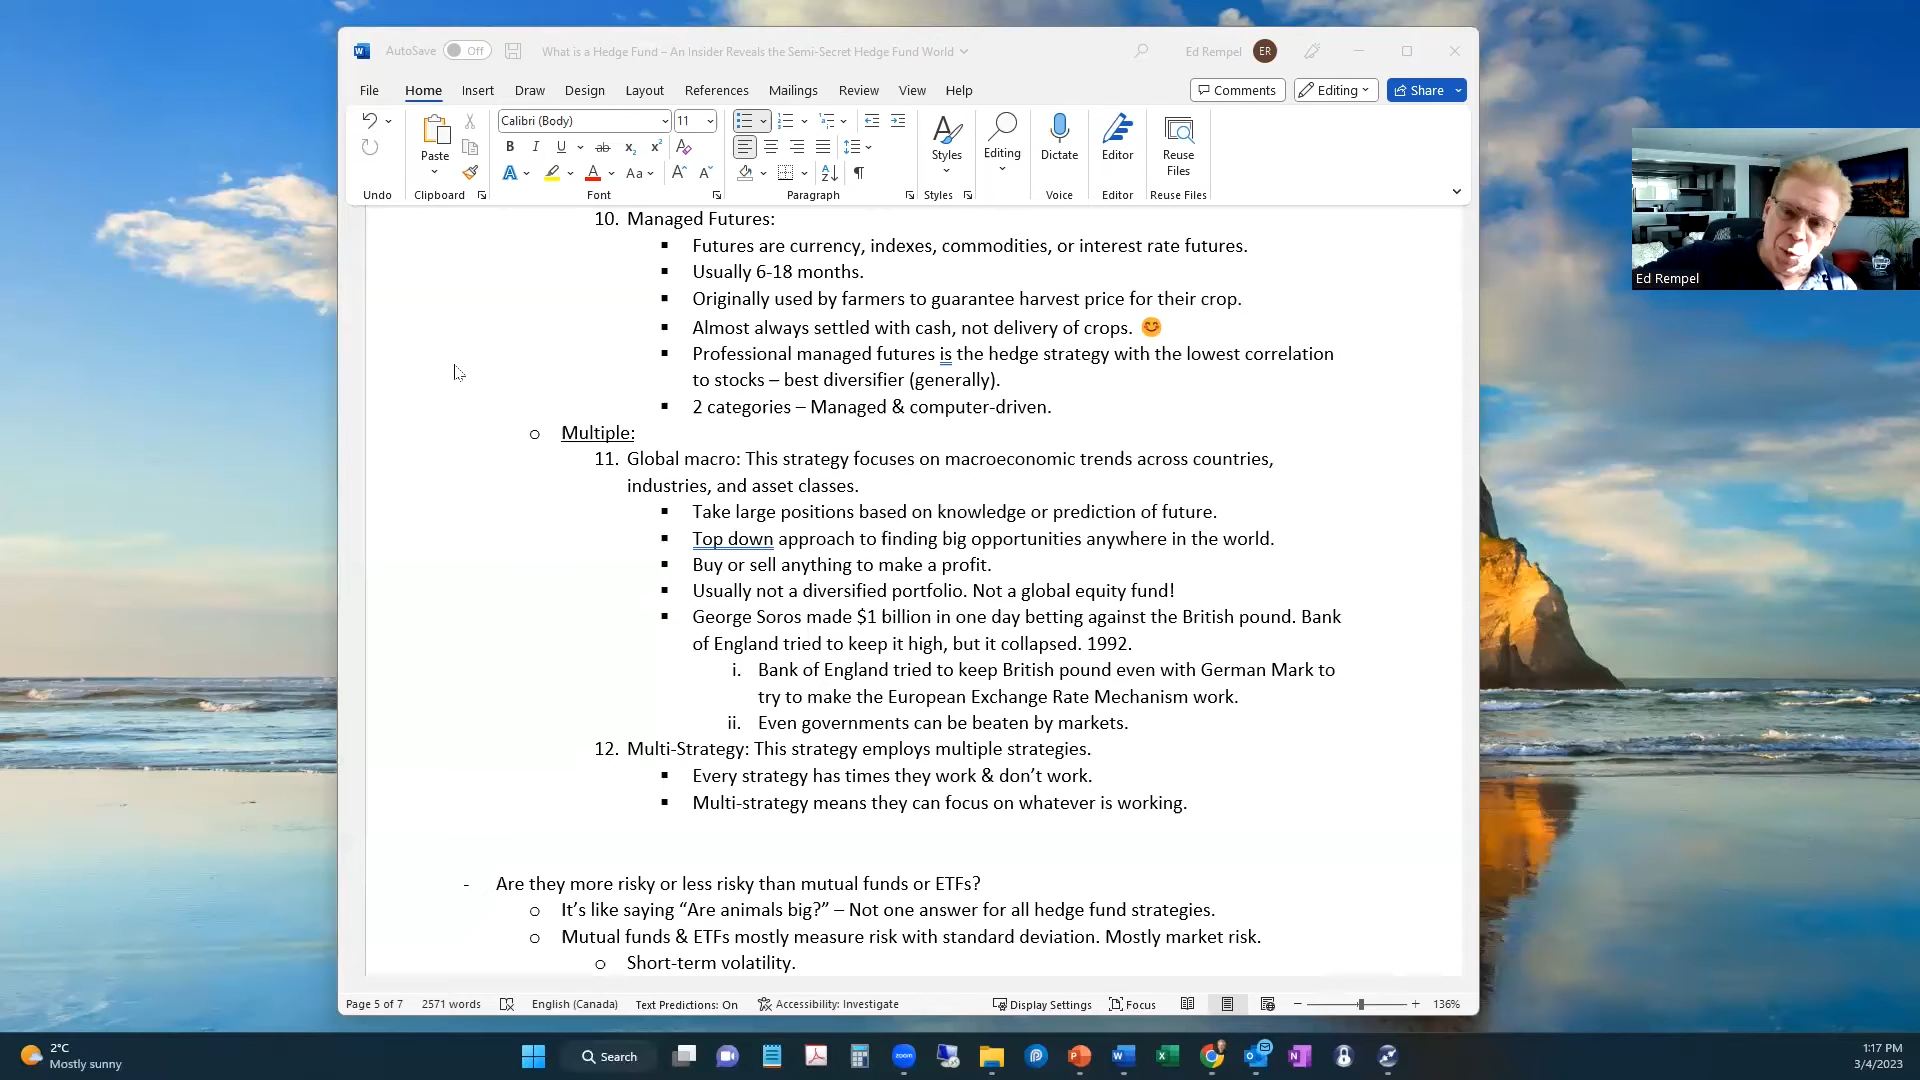 AutoSave Off What is a Hedge Fund – An Insider Reveals the Semi-Secret Hedge Fund World Ed Rempel ER
File Home Insert Draw Design Layout References Mailings Review View Help Comments Editing Share
Calibri (Body) 11
Paste Styles Editing Dictate Editor Reuse Files
Undo Clipboard Font Paragraph Styles Voice Editor Reuse Files
10. Managed Futures:
▪ Futures are currency, indexes, commodities, or interest rate futures.
▪ Usually 6-18 months.
▪ Originally used by farmers to guarantee harvest price for their crop.
▪ Almost always settled with cash, not delivery of crops. 😊
▪ Professional managed futures is the hedge strategy with the lowest correlation
to stocks – best diversifier (generally).
▪ 2 categories – Managed & computer-driven.
o Multiple:
11. Global macro: This strategy focuses on macroeconomic trends across countries,
industries, and asset classes.
▪ Take large positions based on knowledge or prediction of future.
▪ Top down approach to finding big opportunities anywhere in the world.
▪ Buy or sell anything to make a profit.
▪ Usually not a diversified portfolio. Not a global equity fund!
▪ George Soros made $1 billion in one day betting against the British pound. Bank
of England tried to keep it high, but it collapsed. 1992.
i. Bank of England tried to keep British pound even with German Mark to
try to make the European Exchange Rate Mechanism work.
ii. Even governments can be beaten by markets.
12. Multi-Strategy: This strategy employs multiple strategies.
▪ Every strategy has times they work & don’t work.
▪ Multi-strategy means they can focus on whatever is working.
- Are they more risky or less risky than mutual funds or ETFs?
o It’s like saying “Are animals big?” – Not one answer for all hedge fund strategies.
o Mutual funds & ETFs mostly measure risk with standard deviation. Mostly market risk.
o Short-term volatility.
Page 5 of 7 2571 words English (Canada) Text Predictions: On Accessibility: Investigate Display Settings Focus 136%
Ed Rempel
2°C
Mostly sunny
Search
zoom
1:17 PM
3/4/2023